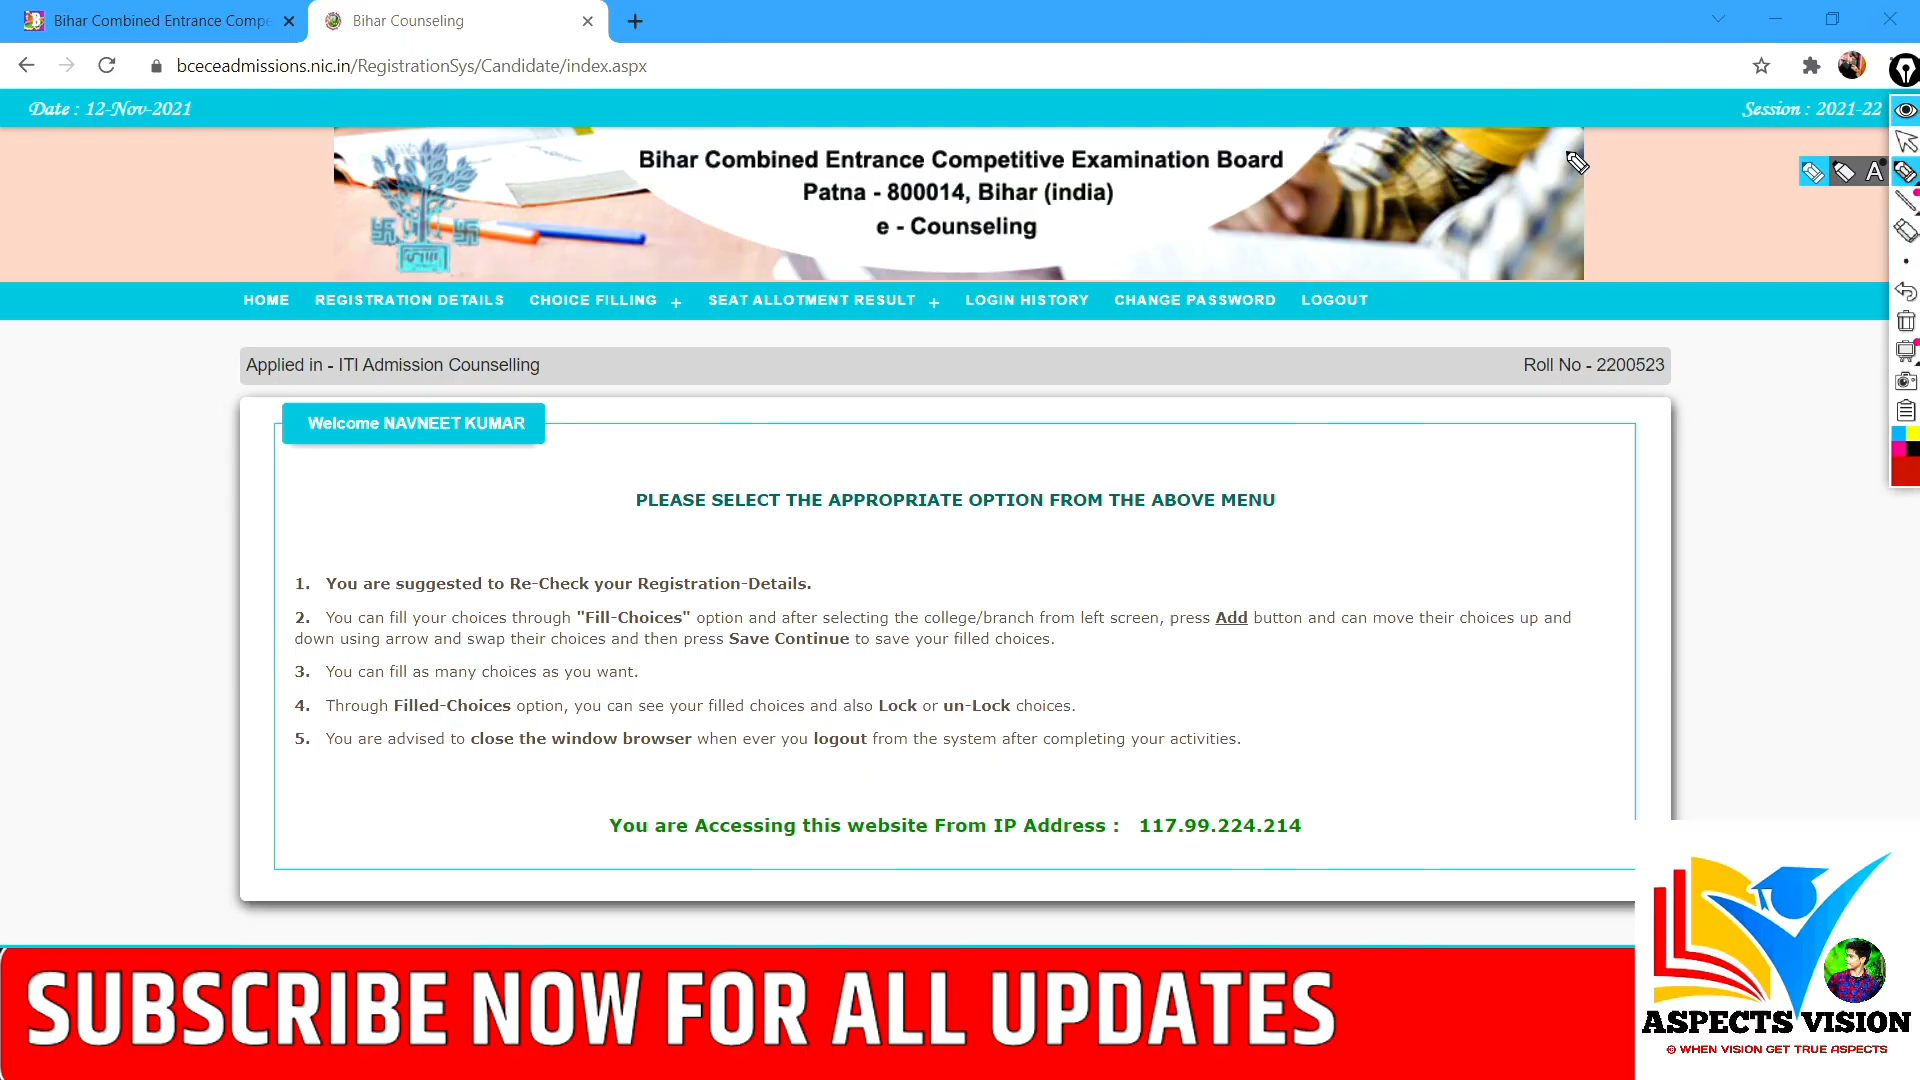 Bihar Combined Entrance Compe
Bihar Counseling
bceceadmissions.nic.in/RegistrationSys/Candidate/index.aspx
Date : 12-Nov-2021
Session : 2021-22
Bihar Combined Entrance Competitive Examination Board
Patna - 800014, Bihar (india)
e - Counseling
A
HOME REGISTRATION DETAILS CHOICE FILLING + SEAT ALLOTMENT RESULT + LOGIN HISTORY CHANGE PASSWORD LOGOUT
Applied in - ITI Admission Counselling
Roll No - 2200523
Welcome NAVNEET KUMAR
PLEASE SELECT THE APPROPRIATE OPTION FROM THE ABOVE MENU
1. You are suggested to Re-Check your Registration-Details.
2. You can fill your choices through "Fill-Choices" option and after selecting the college/branch from left screen, press Add button and can move their choices up and
down using arrow and swap their choices and then press Save Continue to save your filled choices.
3. You can fill as many choices as you want.
4. Through Filled-Choices option, you can see your filled choices and also Lock or un-Lock choices.
5. You are advised to close the window browser when ever you logout from the system after completing your activities.
You are Accessing this website From IP Address : 117.99.224.214
SUBSCRIBE NOW FOR ALL UPDATES
ASPECTS VISION
WHEN VISION GET TRUE ASPECTS